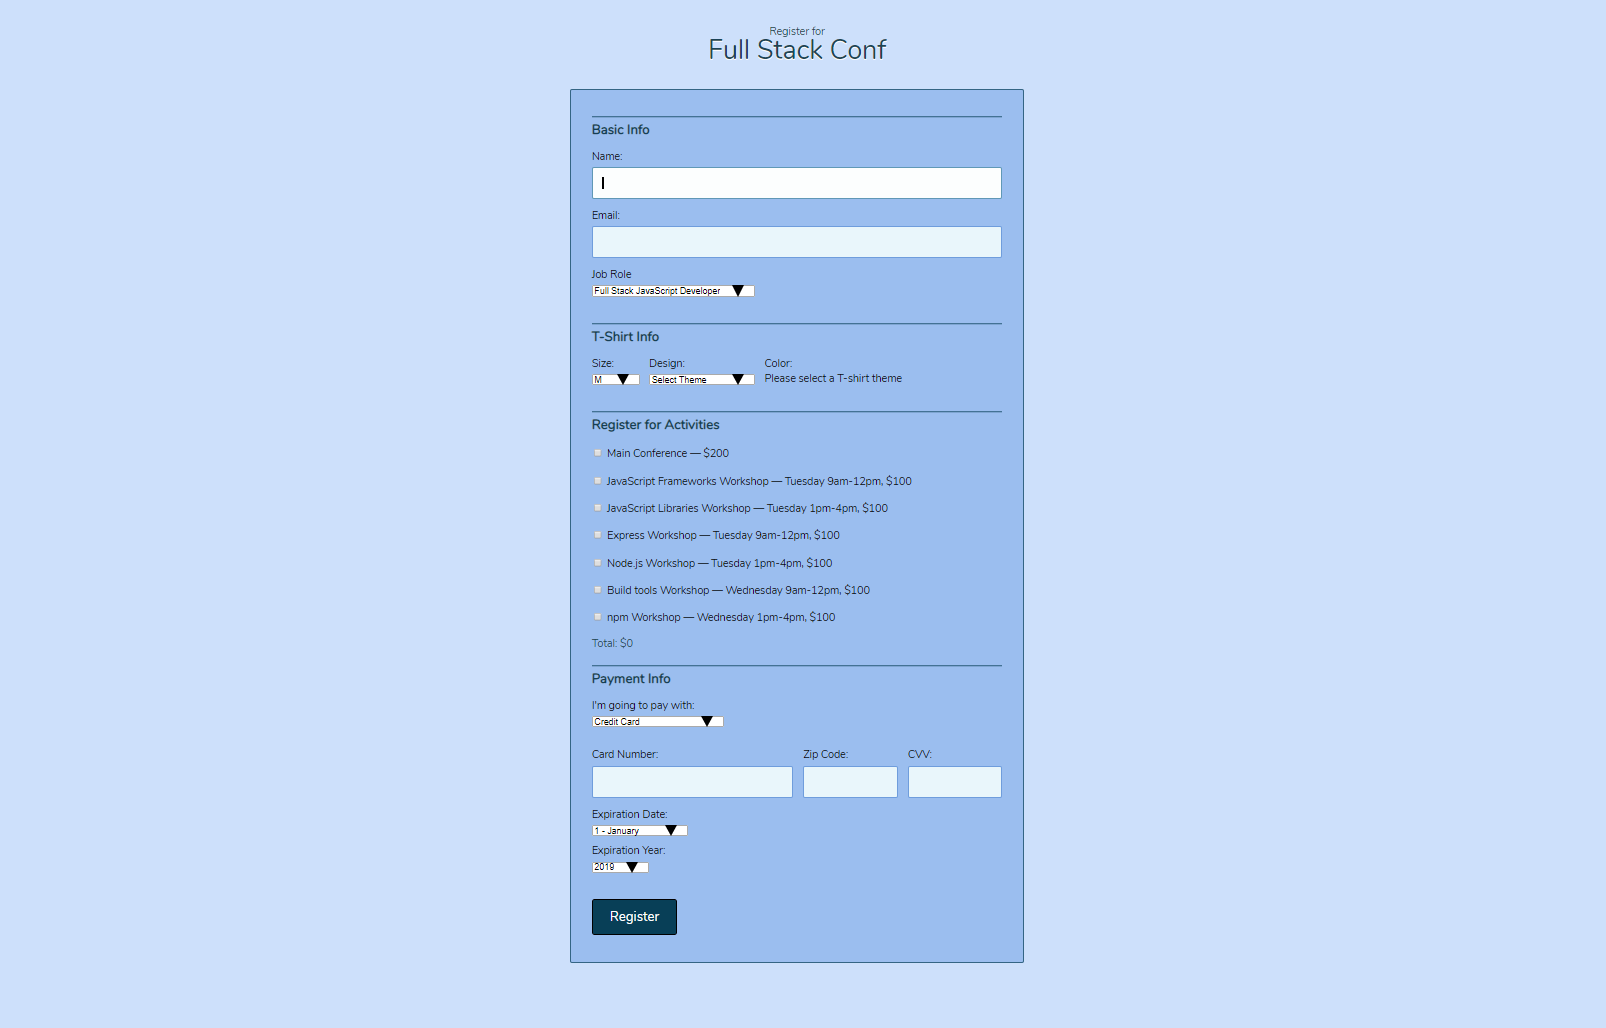 Register for
Full Stack Conf
Basic Info
Name:
Email:
Job Role
Full Stack JavaScript Developer
T-Shirt Info
Size: Design: Color:
M Select Theme Please select a T-shirt theme
Register for Activities
Main Conference — $200
JavaScript Frameworks Workshop — Tuesday 9am-12pm, $100
JavaScript Libraries Workshop — Tuesday 1pm-4pm, $100
Express Workshop — Tuesday 9am-12pm, $100
Node.js Workshop — Tuesday 1pm-4pm, $100
Build tools Workshop — Wednesday 9am-12pm, $100
npm Workshop — Wednesday 1pm-4pm, $100
Total: $0
Payment Info
I'm going to pay with:
Credit Card
Card Number: Zip Code: CVV:
Expiration Date:
1 - January
Expiration Year:
2019
Register